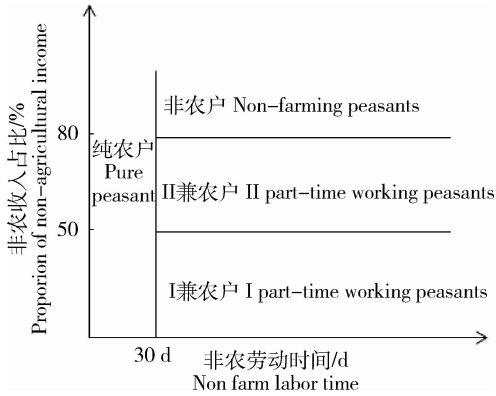 非农收入占比/%
Proporion of non-agricultural income
80
50
纯农户
Pure
peasant
非农户 Non-farming peasants
II兼农户 II part-time working peasants
I兼农户 I part-time working peasants
30 d
非农劳动时间/d
Non farm labor time